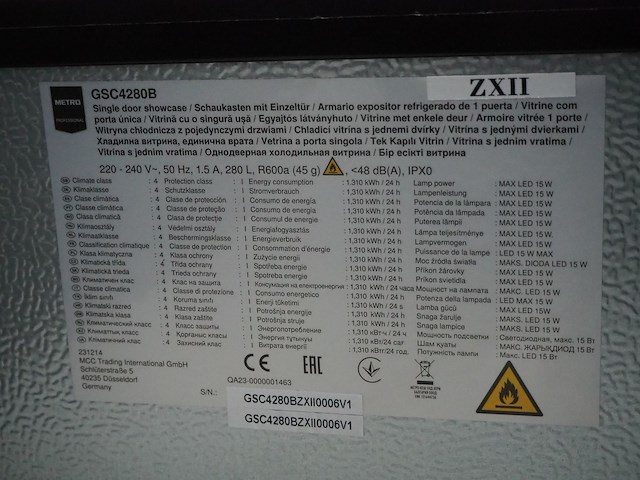 METRO
PROFESSIONAL
GSC4280B
ZXII
Single door showcase / Schaukasten mit Einzeltür / Armario expositor refrigerado de 1 puerta / Vitrine com
porta única / Vitrină cu o singură ușă / Egyajtós látványhuto / Vitrine met enkele deur / Armoire vitrée 1 porte /
Witryna chłodnicza z pojedynczymi drzwiami / Chladicí vitrína s jednemi dvírky / Vitrína s jednými dvierkami /
Хладилна витрина, единична врата / Vetrina a porta singola / Tek Kapılı Vitrin / Vitrina s jednim vratima /
Vitrina s jednim vratima / Однодверная холодильная витрина / Бір есікті витрина
220 - 240 V~, 50 Hz, 1.5 A, 280 L, R600a (45 g) , <48 dB(A), IPX0
Climate class : 4 Protection class : I Energy consumption : 1,310 kWh / 24 h Lamp power : MAX LED 15 W
Klimaklasse : 4 Schutzklasse : I Stromverbrauch : 1,310 kWh / 24 h Lampenleistung : MAX LED 15 W
Clase climática : 4 Clase de protección : I Consumo de energía : 1,310 kWh / 24 h Potencia de la lámpara : MAX LED 15 W
Classe climática : 4 Classe de proteção : I Consumo de energia : 1,310 kWh / 24 h Potência da lâmpada : MAX LED 15 W
Clasa climatică : 4 Clasa de protecție : I Consum de energie : 1,310 kWh / 24 h Puterea lămpii : MAX LED 15 W
Klímaosztály : 4 Védelmi osztály : I Energiafogyasztás : 1,310 kWh / 24 h Lámpa teljesítménye : MAX LED 15 W
Klimaatklasse : 4 Beschermingsklasse : I Energieverbruik : 1,310 kWh / 24 h Lampvermogen : MAX LED 15 W
Classification climatique : 4 Classe de protection : I Consommation d'énergie : 1,310 kWh / 24 h Puissance de la lampe : LED 15 W MAX
Klasa klimatyczna : 4 Klasa ochrony : I Zużycie energii : 1,310 kWh / 24 h Moc źródła światła : MAKS. DIODA LED 15 W
Klimatická třída : 4 Třída ochrany : I Spotřeba energie : 1,310 kWh / 24 h Příkon žárovky : MAX LED 15 W
Klimatická trieda : 4 Trieda ochrany : I Spotreba energie : 1,310 kWh / 24 h Príkon svietidla : MAX LED 15 W
Климатичен клас : 4 Клас на защита : I Консумация на електроенергия : 1,310 kWh / 24 часа Мощност на лампата : МАКС. LED 15 W
Classe climatica : 4 Classe di protezione : I Consumo energetico : 1,310 kWh / 24 h Potenza della lampada : LED MAX 15 W
İklim sınıfı : 4 Koruma sınıfı : I Enerji tüketimi : 1,310 kWh / 24 h Lamba gücü : MAX LED 15W
Klimatski razred : 4 Razred zaštite : I Potrošnja energije : 1,310 kWh / 24 h Snaga žarulje : MAKS. LED 15 W
Klimatska klasa : 4 Klasa zaštite : I Potrošnja struje : 1,310 kWh / 24 h Snaga lampice : MAKS. LED 15 W
Климатический класс : 4 Класс защиты : I Энергопотребление : 1,310 кВт-ч / 24 ч Мощность подсветки : Светодиодная, макс. 15 Вт
Климаттық класс : 4 Қорғаныс класы : I Энергия тұтынуы : 1,310 кВт/24 сағ Шам қуаты : МАКС. ЖАРЫҚДИОД 15 Вт
Кліматичний клас : 4 Захисний клас : I Витрата енергії : 1,310 кВт/24 год. Потужність лампи : Макс. LED 15 Вт
231214
MCC Trading International GmbH
Schlüterstraße 5
40235 Düsseldorf
Germany
CE
EAC
QA23-0000001463
S/N.:
GSC4280BZXII0006V1
GSC4280BZXII0006V1